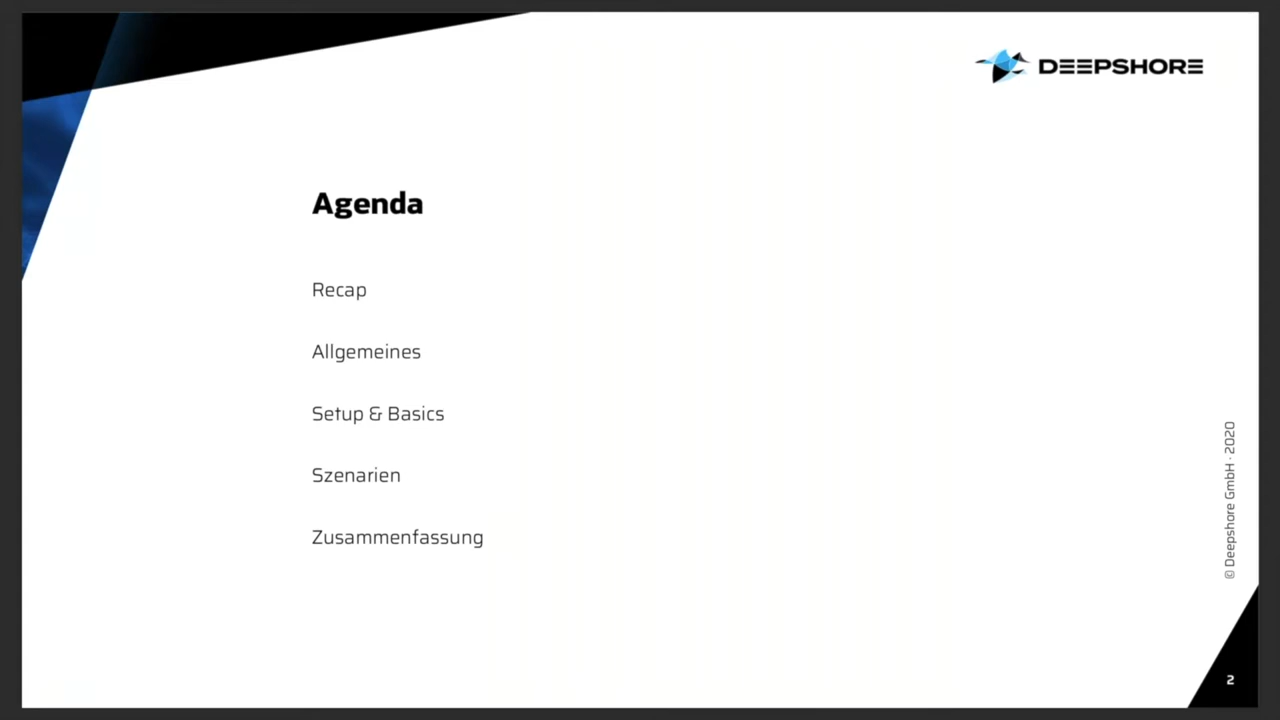 DEEPSHORE
Agenda
Recap
Allgemeines
Setup & Basics
Szenarien
Zusammenfassung
© Deepshore GmbH · 2020
2